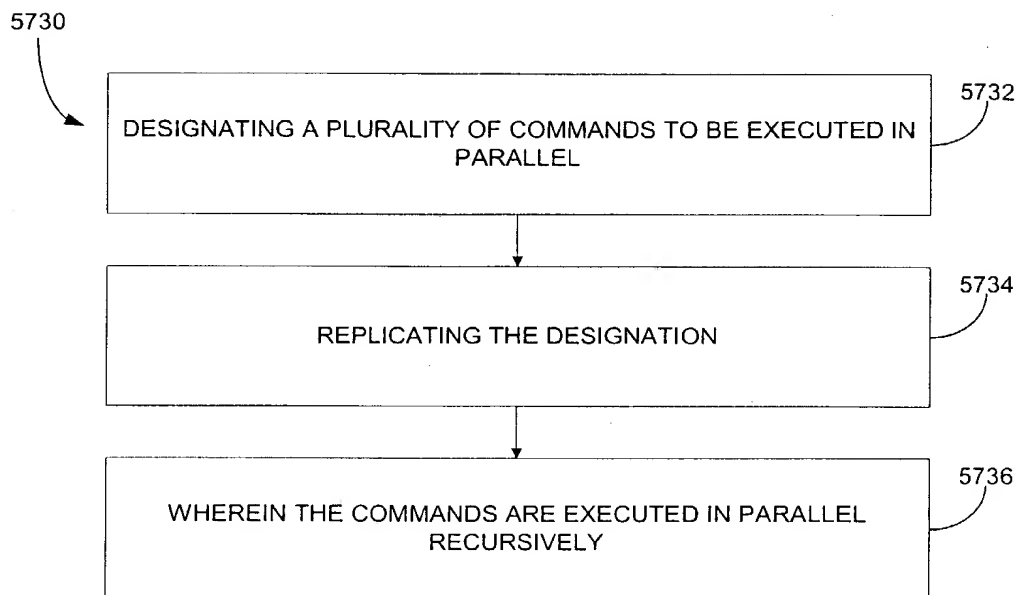 5730
5732
DESIGNATING A PLURALITY OF COMMANDS TO BE EXECUTED IN
PARALLEL
5734
REPLICATING THE DESIGNATION
5736
WHEREIN THE COMMANDS ARE EXECUTED IN PARALLEL
RECURSIVELY